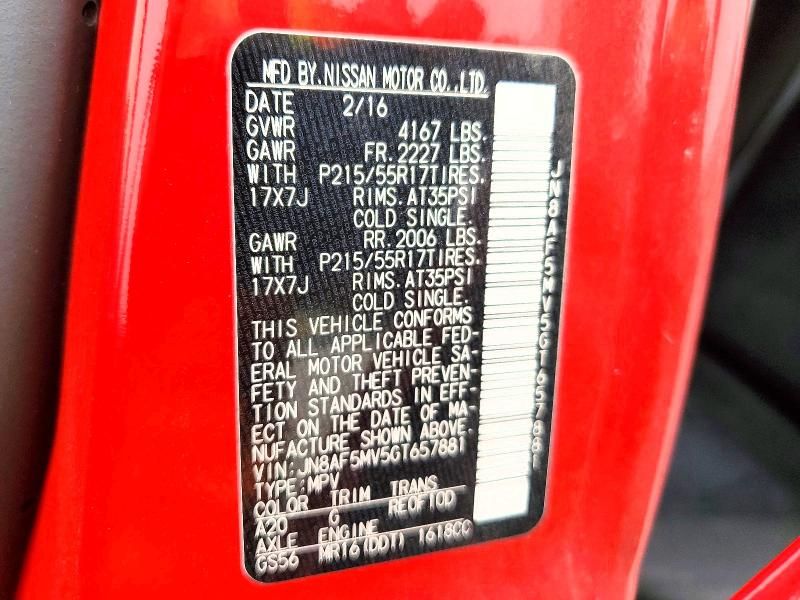 MFD BY.NISSAN MOTOR CO.,LTD.
DATE 2/16
GVWR 4167 LBS.
GAWR FR. 2227 LBS.
WITH P215/55R17TIRES.
17X7J RIMS. AT35PSI
COLD SINGLE.
GAWR RR. 2006 LBS.
WITH P215/55R17TIRES.
17X7J RIMS. AT35PSI
COLD SINGLE.
THIS VEHICLE CONFORMS
TO ALL APPLICABLE FED-
ERAL MOTOR VEHICLE SA-
FETY AND THEFT PREVEN-
TION STANDARDS IN EFF-
ECT ON THE DATE OF MA-
NUFACTURE SHOWN ABOVE.
VIN:JN8AF5MV5GT657881
TYPE:MPV
COLOR TRIM TRANS
A20 G RE0F10D
AXLE ENGINE
GS56 MR16(DDT) 1618CC
JN8AF5MV5GT657881